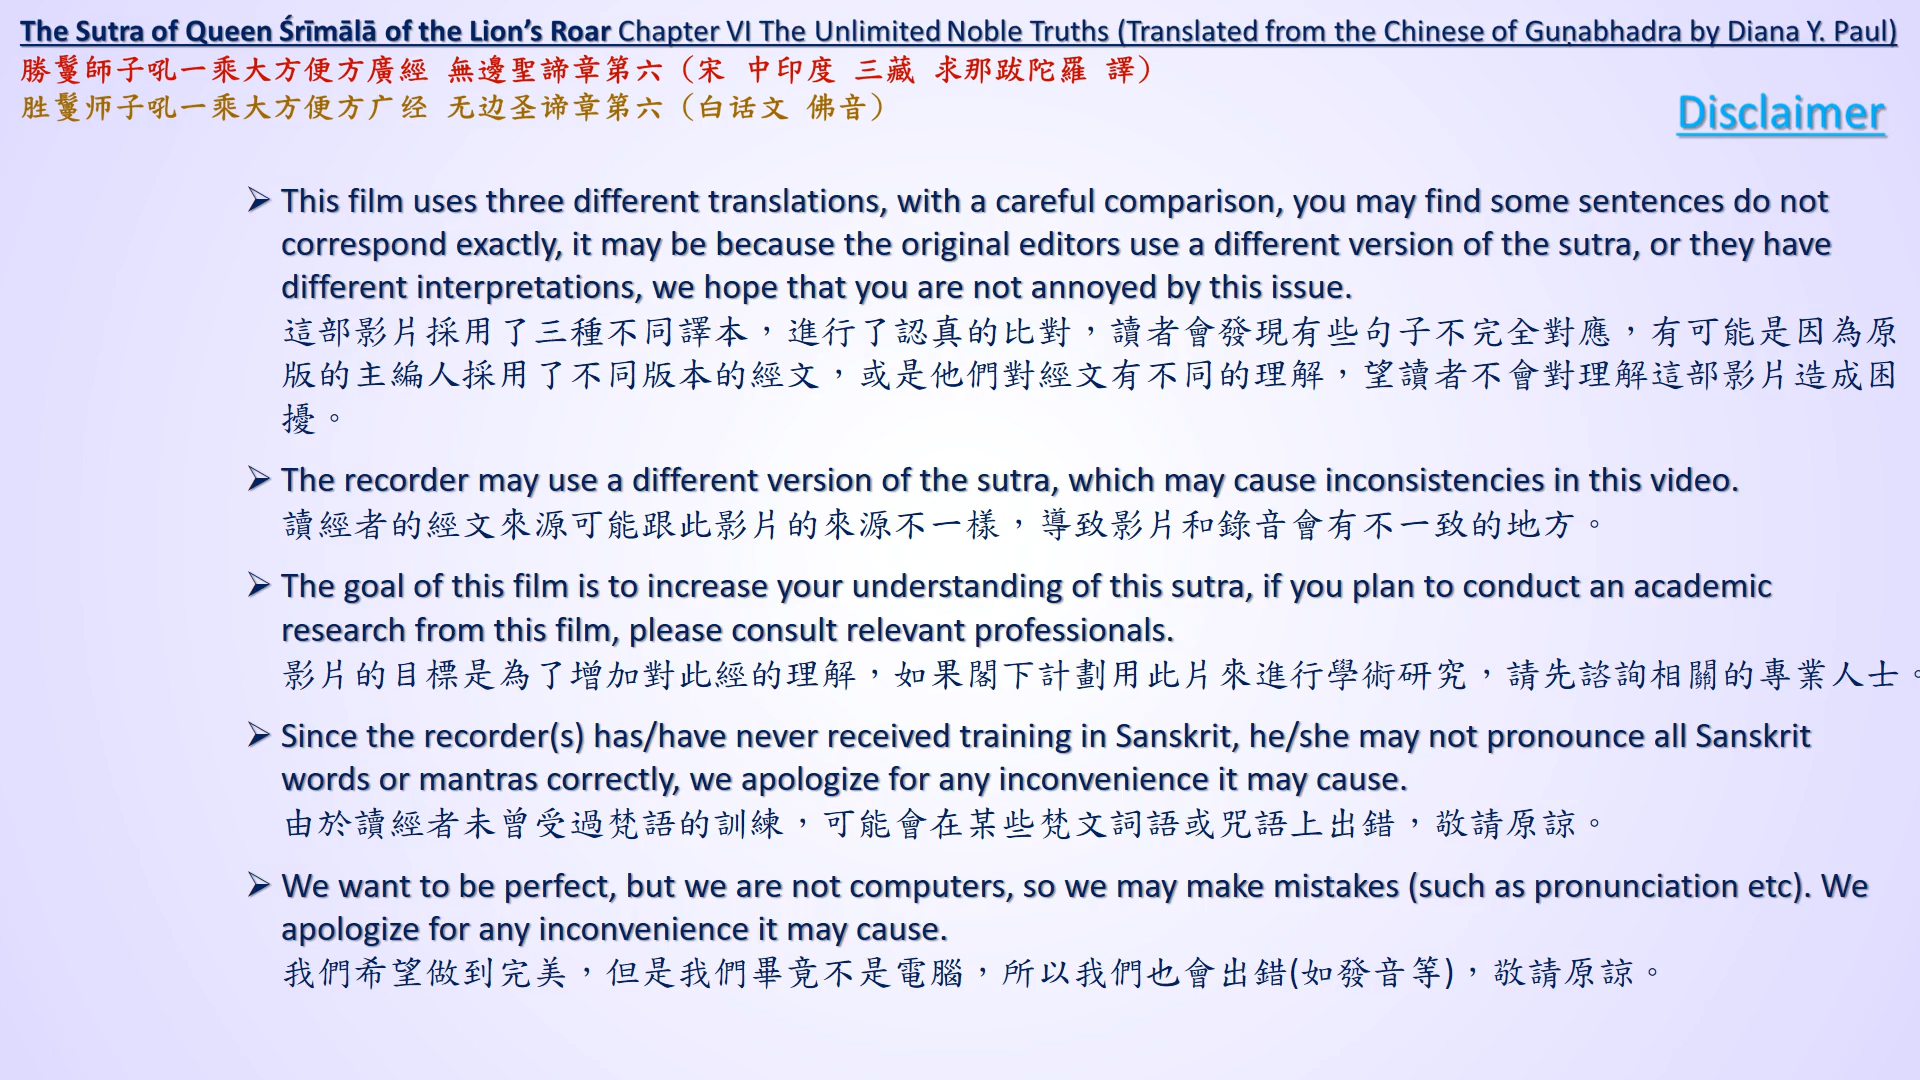 The Sutra of Queen Śrīmālā of the Lion’s Roar Chapter VI The Unlimited Noble Truths (Translated from the Chinese of Guṇabhadra by Diana Y. Paul)
勝鬘師子吼一乘大方便方廣經 無邊聖諦章第六（宋 中印度 三藏 求那跋陀羅 譯）
胜鬘师子吼一乘大方便方广经 无边圣谛章第六（白话文 佛音）
Disclaimer
➢ This film uses three different translations, with a careful comparison, you may find some sentences do not
correspond exactly, it may be because the original editors use a different version of the sutra, or they have
different interpretations, we hope that you are not annoyed by this issue.
這部影片採用了三種不同譯本，進行了認真的比對，讀者會發現有些句子不完全對應，有可能是因為原
版的主編人採用了不同版本的經文，或是他們對經文有不同的理解，望讀者不會對理解這部影片造成困
擾。
➢ The recorder may use a different version of the sutra, which may cause inconsistencies in this video.
讀經者的經文來源可能跟此影片的來源不一樣，導致影片和錄音會有不一致的地方。
➢ The goal of this film is to increase your understanding of this sutra, if you plan to conduct an academic
research from this film, please consult relevant professionals.
影片的目標是為了增加對此經的理解，如果閣下計劃用此片來進行學術研究，請先諮詢相關的專業人士。
➢ Since the recorder(s) has/have never received training in Sanskrit, he/she may not pronounce all Sanskrit
words or mantras correctly, we apologize for any inconvenience it may cause.
由於讀經者未曾受過梵語的訓練，可能會在某些梵文詞語或咒語上出錯，敬請原諒。
➢ We want to be perfect, but we are not computers, so we may make mistakes (such as pronunciation etc). We
apologize for any inconvenience it may cause.
我們希望做到完美，但是我們畢竟不是電腦，所以我們也會出錯(如發音等)，敬請原諒。